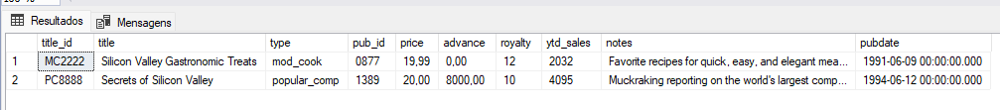 Resultados Mensagens
title_id title type pub_id price advance royalty ytd_sales notes pubdate
1 MC2222 Silicon Valley Gastronomic Treats mod_cook 0877 19,99 0,00 12 2032 Favorite recipes for quick, easy, and elegant mea... 1991-06-09 00:00:00.000
2 PC8888 Secrets of Silicon Valley popular_comp 1389 20,00 8000,00 10 4095 Muckraking reporting on the world's largest comp... 1994-06-12 00:00:00.000